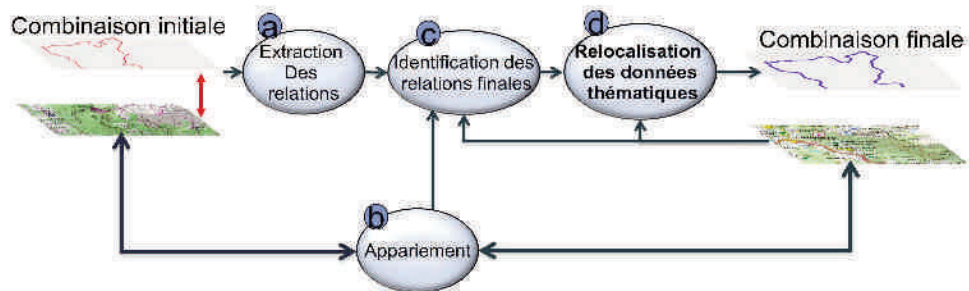 Combinaison initiale
a
Extraction
Des
relations
c
Identification des
relations finales
d
Relocalisation
des données
thématiques
Combinaison finale
b
Appariement